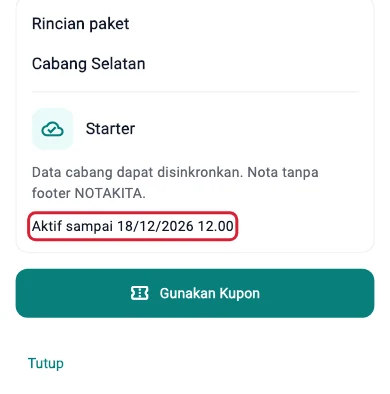 Rincian paket
Cabang Selatan
Starter
Data cabang dapat disinkronkan. Nota tanpa
footer NOTAKITA.
Aktif sampai 18/12/2026 12.00
Gunakan Kupon
Tutup